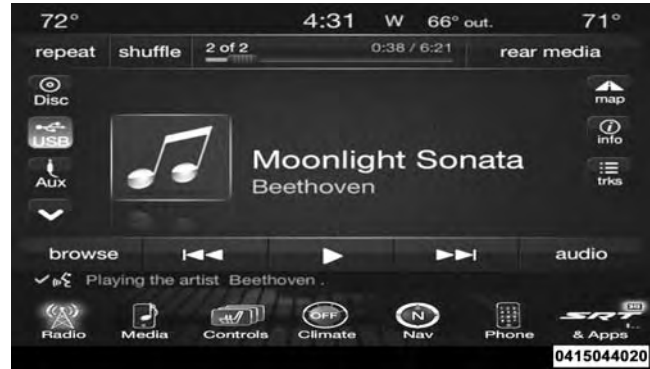 72° 4:31 W 66° out. 71°
repeat shuffle 2 of 2 0:38 / 6:21 rear media
Disc
map
USB
info
Moonlight Sonata
Aux
trks
Beethoven
browse audio
Playing the artist Beethoven .
OFF N SRT
Radio Media Controls Climate Nav Phone & Apps
0415044020